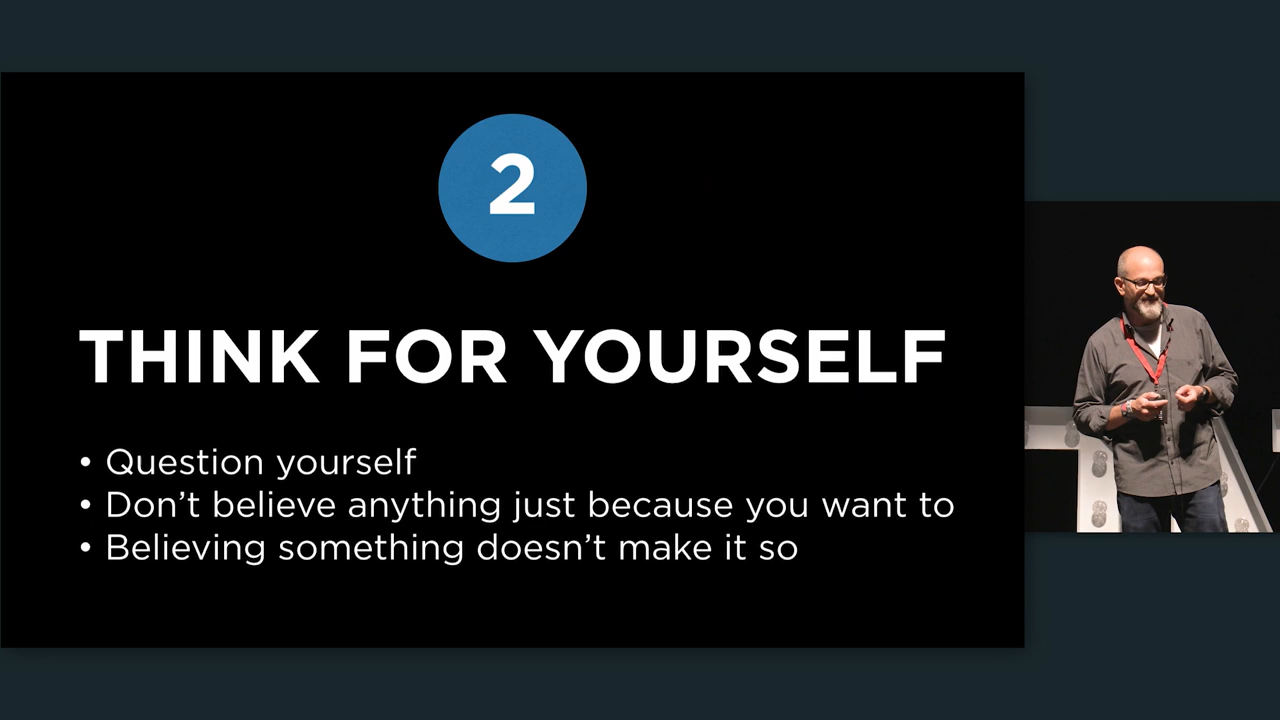 2
THINK FOR YOURSELF
• Question yourself
• Don’t believe anything just because you want to
• Believing something doesn’t make it so